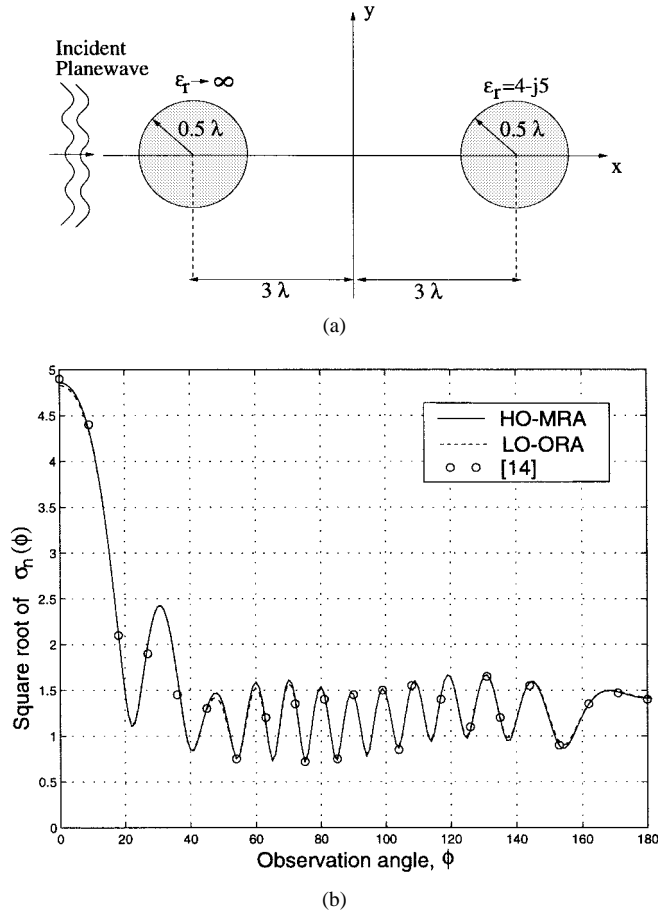 y
Incident
Planewave
εr→ ∞
εr=4-j5
0.5 λ
0.5 λ
x
3 λ
3 λ
(a)
5
4.5
4
3.5
3
2.5
2
1.5
1
0.5
0
Square root of σn(ϕ)
HO-MRA
LO-ORA
[14]
0 20 40 60 80 100 120 140 160 180
Observation angle, ϕ
(b)